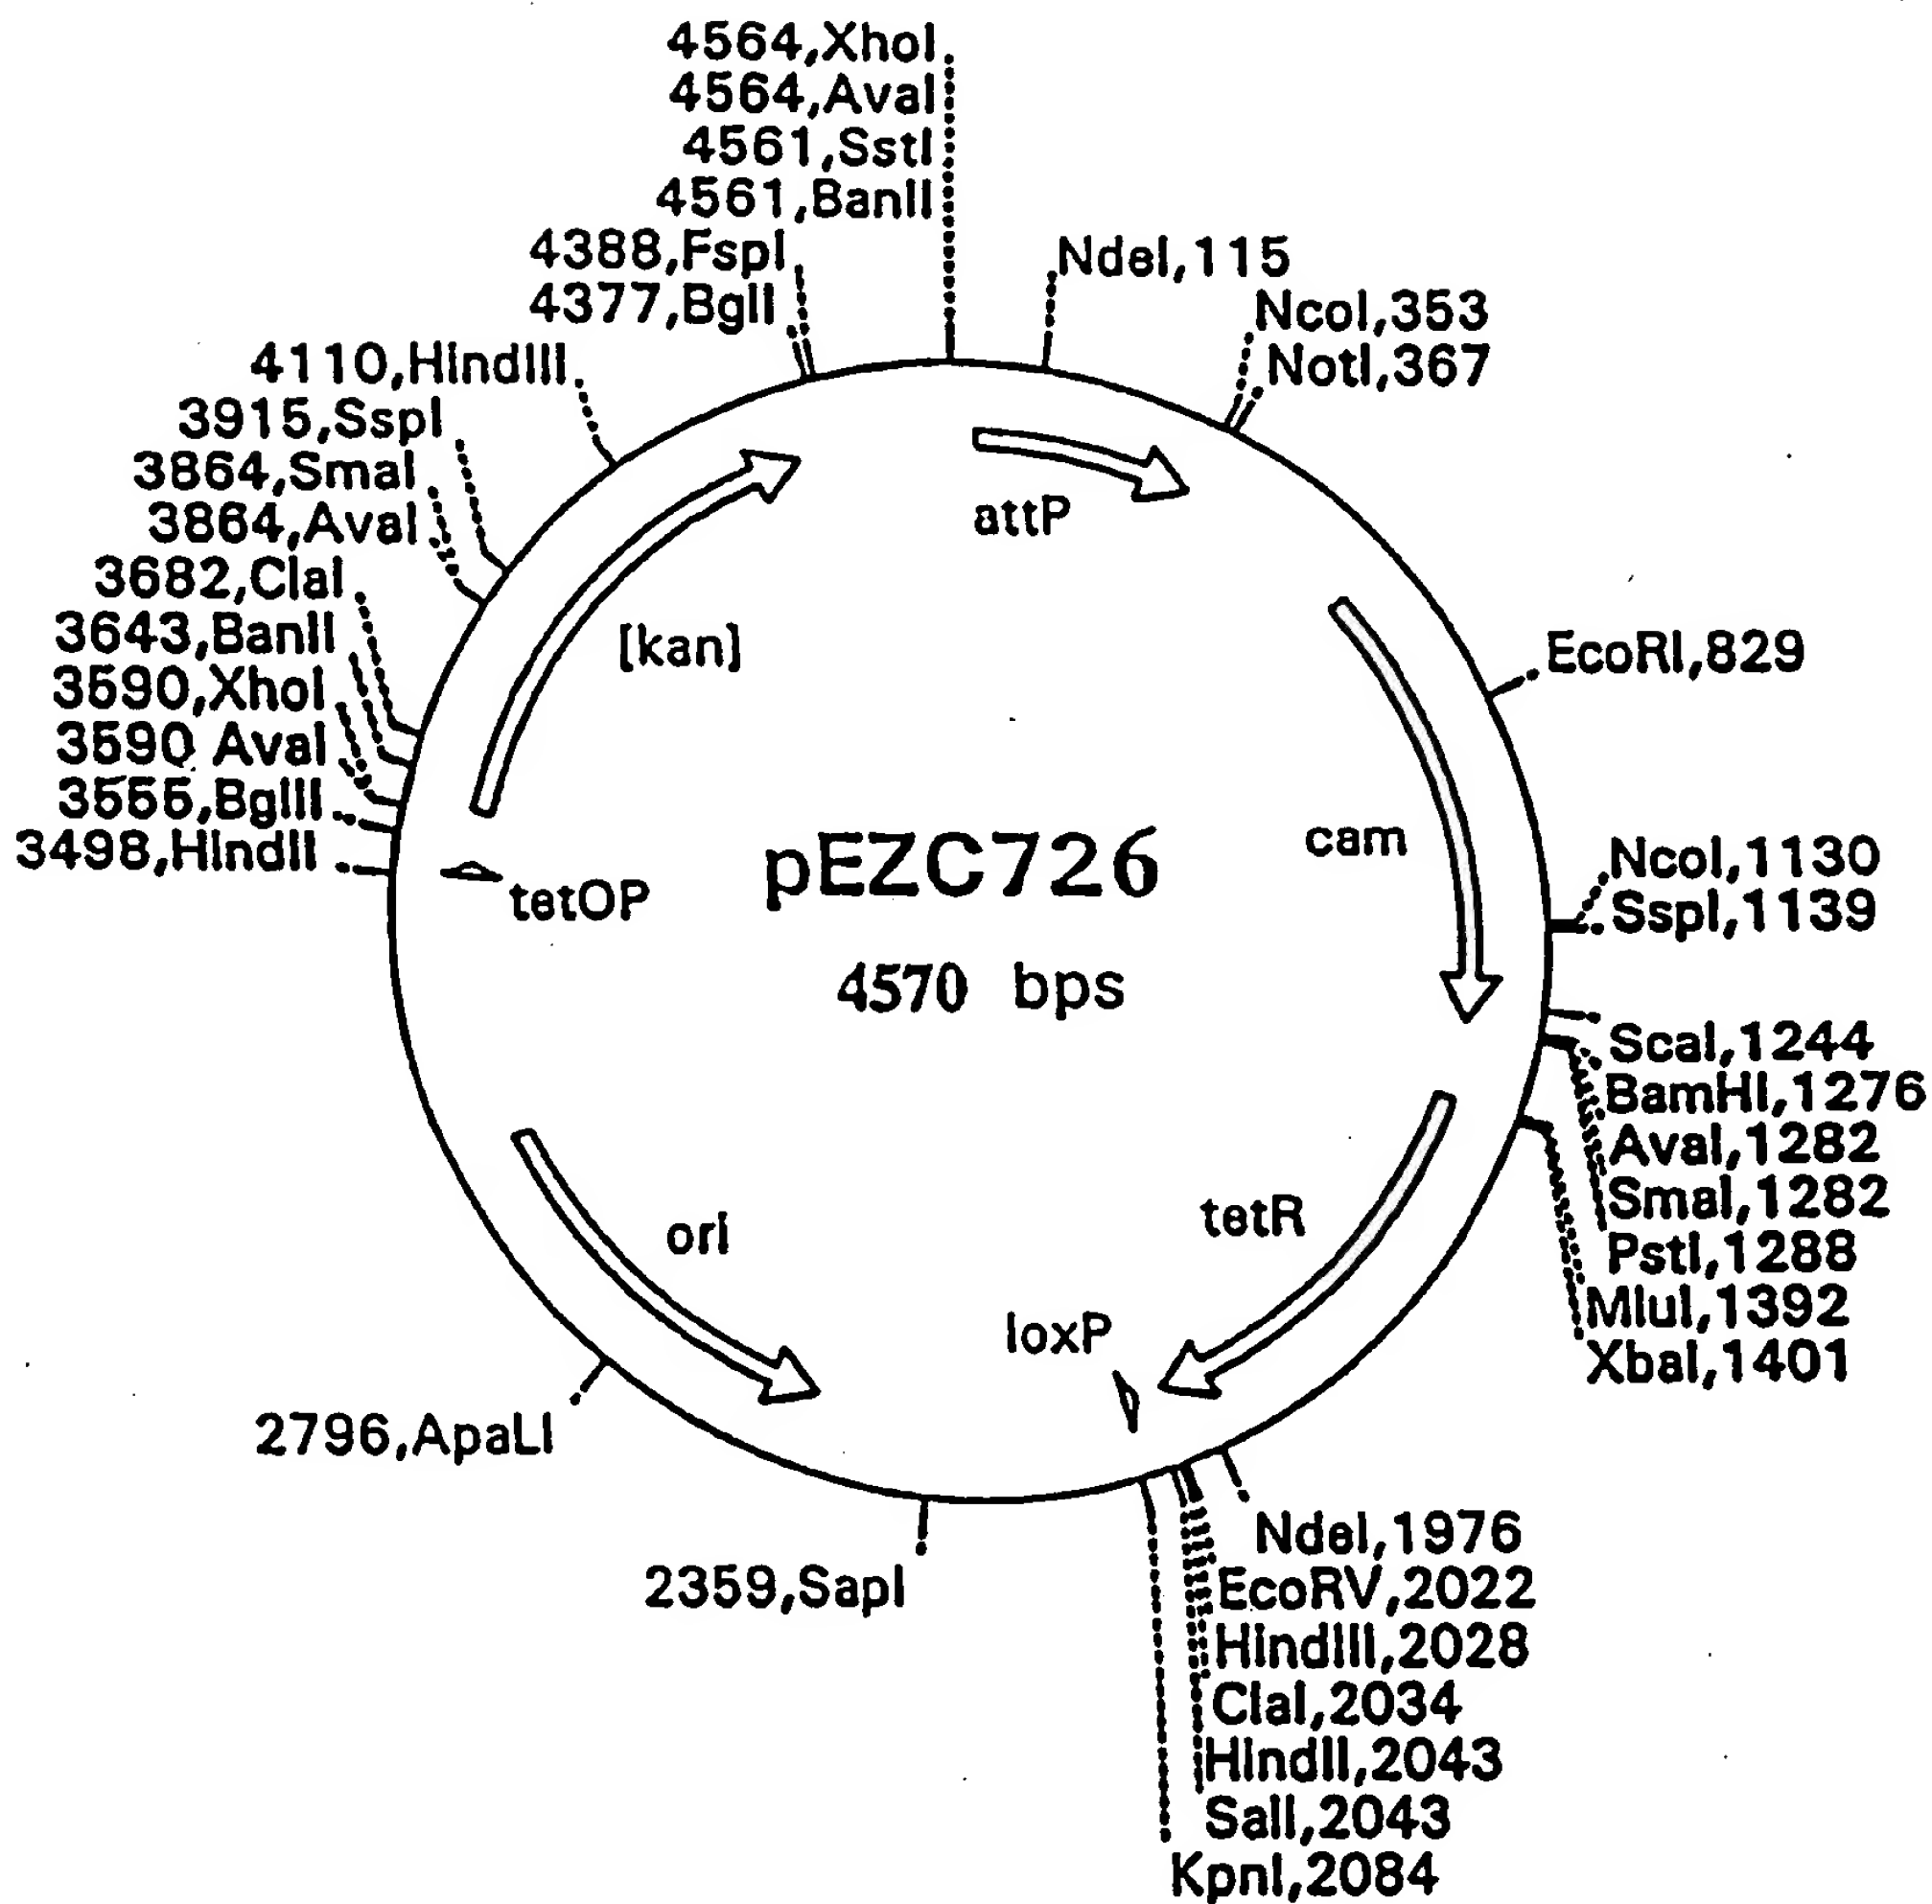 4564,XhoI
4564,AvaI
4561,SstI
4561,BanII
4388,FspI
4377,BglI
4110,HindIII
3915,SspI
3864,SmaI
3864,AvaI
3682,ClaI
3643,BanII
3590,XhoI
3590 AvaI
3555,BglII
3498,HindII
NdeI,115
NcoI,353
NotI,367
EcoRI,829
NcoI,1130
SspI,1139
ScaI,1244
BamHI,1276
AvaI,1282
SmaI,1282
PstI,1288
MluI,1392
XbaI,1401
NdeI,1976
EcoRV,2022
HindIII,2028
ClaI,2034
HindII,2043
SalI,2043
KpnI,2084
2359,SapI
2796,ApaLI
attP
[kan]
cam
tetOP
pEZC726
4570 bps
tetR
ori
loxP